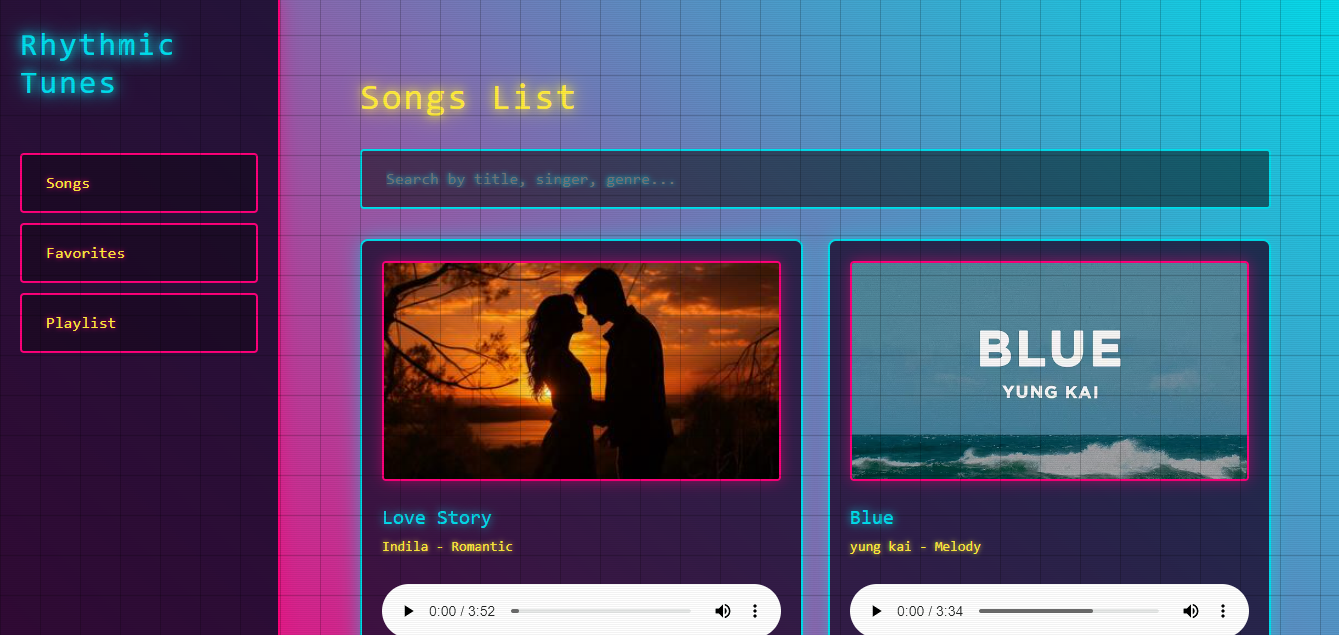 Rhythmic
Tunes
Songs
Favorites
Playlist
Songs List
Search by title, singer, genre...
BLUE
YUNG KAI
Love Story
Indila - Romantic
0:00 / 3:52
Blue
yung kai - Melody
0:00 / 3:34